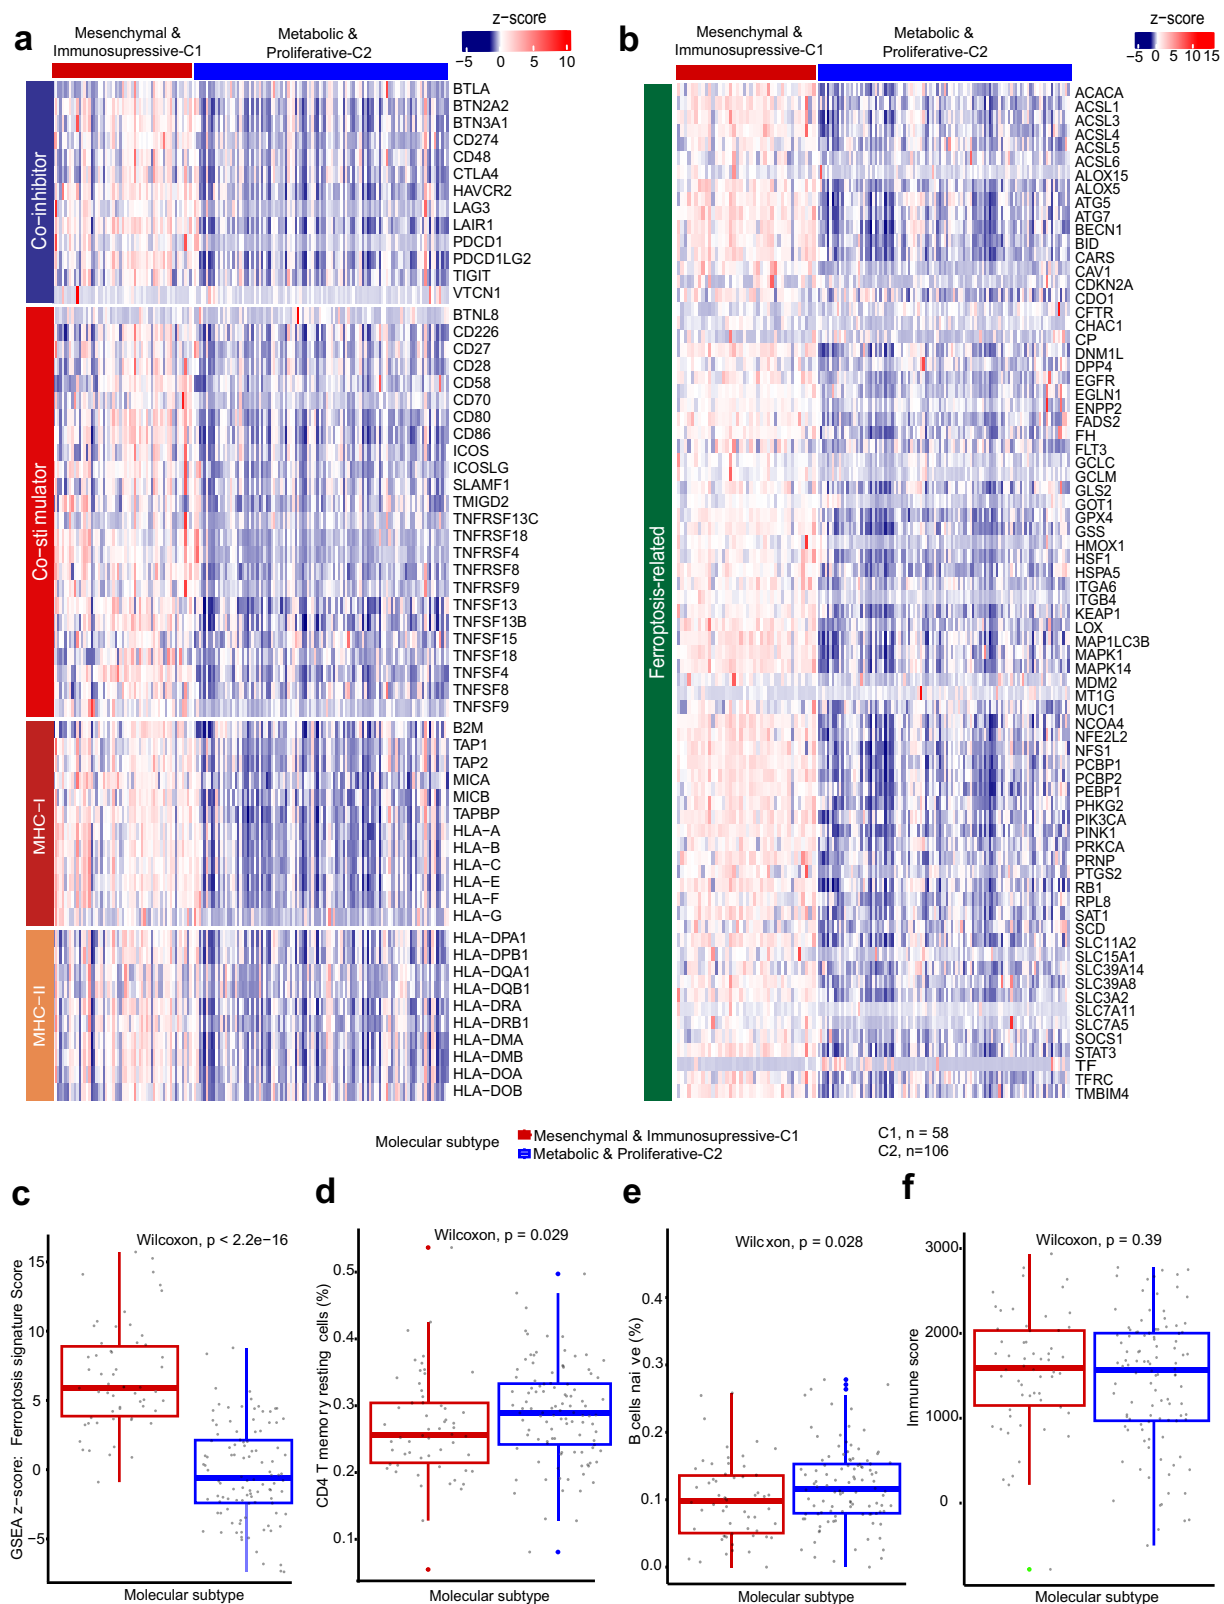 a
Mesenchymal &
Immunosupressive-C1
Metabolic &
Proliferative-C2
z−score
−5 0 5 10
Co−inhibitor
BTLA
BTN2A2
BTN3A1
CD274
CD48
CTLA4
HAVCR2
LAG3
LAIR1
PDCD1
PDCD1LG2
TIGIT
VTCN1
Co−sti mulator
BTNL8
CD226
CD27
CD28
CD58
CD70
CD80
CD86
ICOS
ICOSLG
SLAMF1
TMIGD2
TNFRSF13C
TNFRSF18
TNFRSF4
TNFRSF8
TNFRSF9
TNFSF13
TNFSF13B
TNFSF15
TNFSF18
TNFSF4
TNFSF8
TNFSF9
MHC−I
B2M
TAP1
TAP2
MICA
MICB
TAPBP
HLA−A
HLA−B
HLA−C
HLA−E
HLA−F
HLA−G
MHC−II
HLA−DPA1
HLA−DPB1
HLA−DQA1
HLA−DQB1
HLA−DRA
HLA−DRB1
HLA−DMA
HLA−DMB
HLA−DOA
HLA−DOB
b
Mesenchymal &
Immunosupressive-C1
Metabolic &
Proliferative-C2
z−score
−5 0 5 10 15
Ferroptosis-related
ACACA
ACSL1
ACSL3
ACSL4
ACSL5
ACSL6
ALOX15
ALOX5
ATG5
ATG7
BECN1
BID
CARS
CAV1
CDKN2A
CDO1
CFTR
CHAC1
CP
DNM1L
DPP4
EGFR
EGLN1
ENPP2
FADS2
FH
FLT3
GCLC
GCLM
GLS2
GOT1
GPX4
GSS
HMOX1
HSF1
HSPA5
ITGA6
ITGB4
KEAP1
LOX
MAP1LC3B
MAPK1
MAPK14
MDM2
MT1G
MUC1
NCOA4
NFE2L2
NFS1
PCBP1
PCBP2
PEBP1
PHKG2
PIK3CA
PINK1
PRKCA
PRNP
PTGS2
RB1
RPL8
SAT1
SCD
SLC11A2
SLC15A1
SLC39A14
SLC39A8
SLC3A2
SLC7A11
SLC7A5
SOCS1
STAT3
TF
TFRC
TMBIM4
Molecular subtype
Mesenchymal & Immunosupressive-C1
Metabolic & Proliferative-C2
C1, n = 58
C2, n=106
c
Wilcoxon, p < 2.2e−16
GSEA z−score: Ferroptosis signature Score
15
10
5
0
−5
Molecular subtype
d
Wilcoxon, p = 0.029
CD4 T memo ry resting cells (%)
0.5
0.4
0.3
0.2
0.1
Molecular subtype
e
Wilc xon, p = 0.028
B cells nai ve (%)
0.4
0.3
0.2
0.1
0.0
Molecular subtype
f
Wilcoxon, p = 0.39
Immune score
3000
2000
1000
0
Molecular subtype